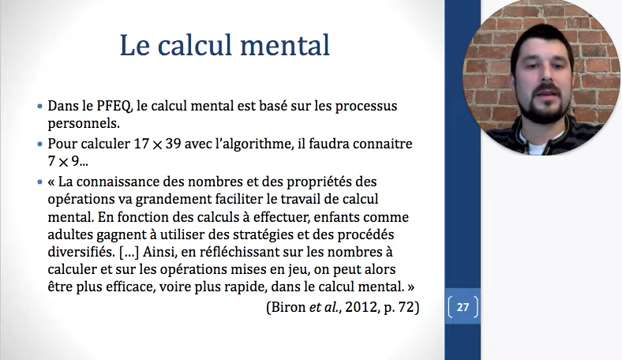 Le calcul mental
• Dans le PFEQ, le calcul mental est basé sur les processus
personnels.
• Pour calculer 17 × 39 avec l'algorithme, il faudra connaitre
7 × 9...
• « La connaissance des nombres et des propriétés des
opérations va grandement faciliter le travail de calcul
mental. En fonction des calculs à effectuer, enfants comme
adultes gagnent à utiliser des stratégies et des procédés
diversifiés. […] Ainsi, en réfléchissant sur les nombres à
calculer et sur les opérations mises en jeu, on peut alors
être plus efficace, voire plus rapide, dans le calcul mental. »
(Biron et al., 2012, p. 72)
27